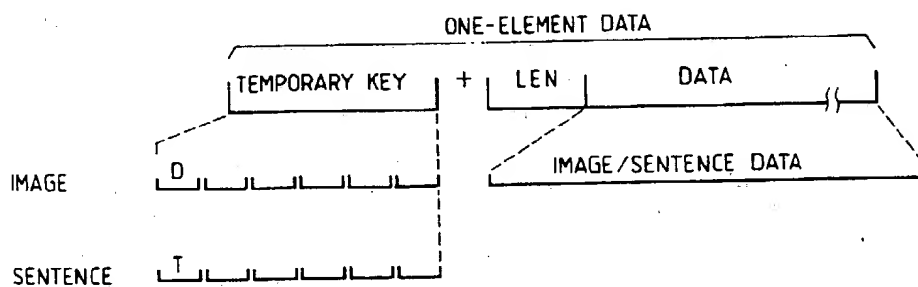 ONE-ELEMENT DATA
TEMPORARY KEY + LEN DATA
IMAGE D IMAGE/SENTENCE DATA
SENTENCE T